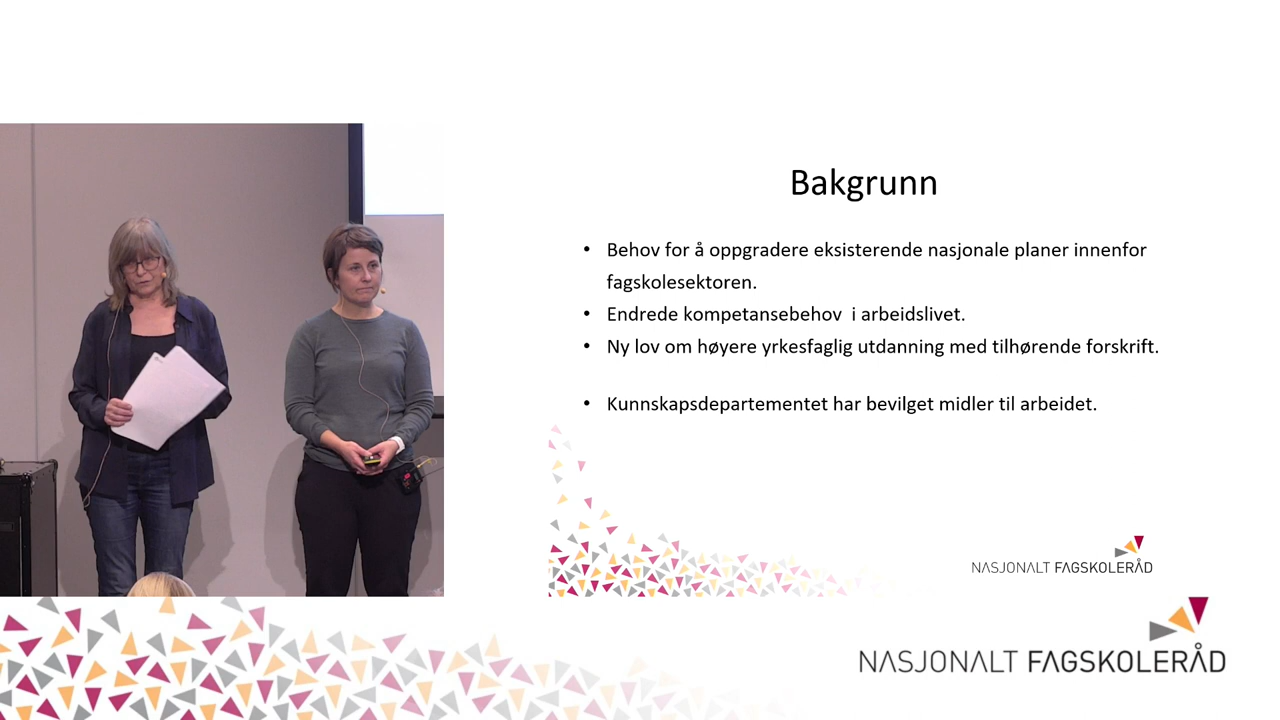 Bakgrunn
• Behov for å oppgradere eksisterende nasjonale planer innenfor
fagskolesektoren.
• Endrede kompetansebehov  i arbeidslivet.
• Ny lov om høyere yrkesfaglig utdanning med tilhørende forskrift.
• Kunnskapsdepartementet har bevilget midler til arbeidet.
NASJONALT FAGSKOLERÅD
NASJONALT FAGSKOLERÅD